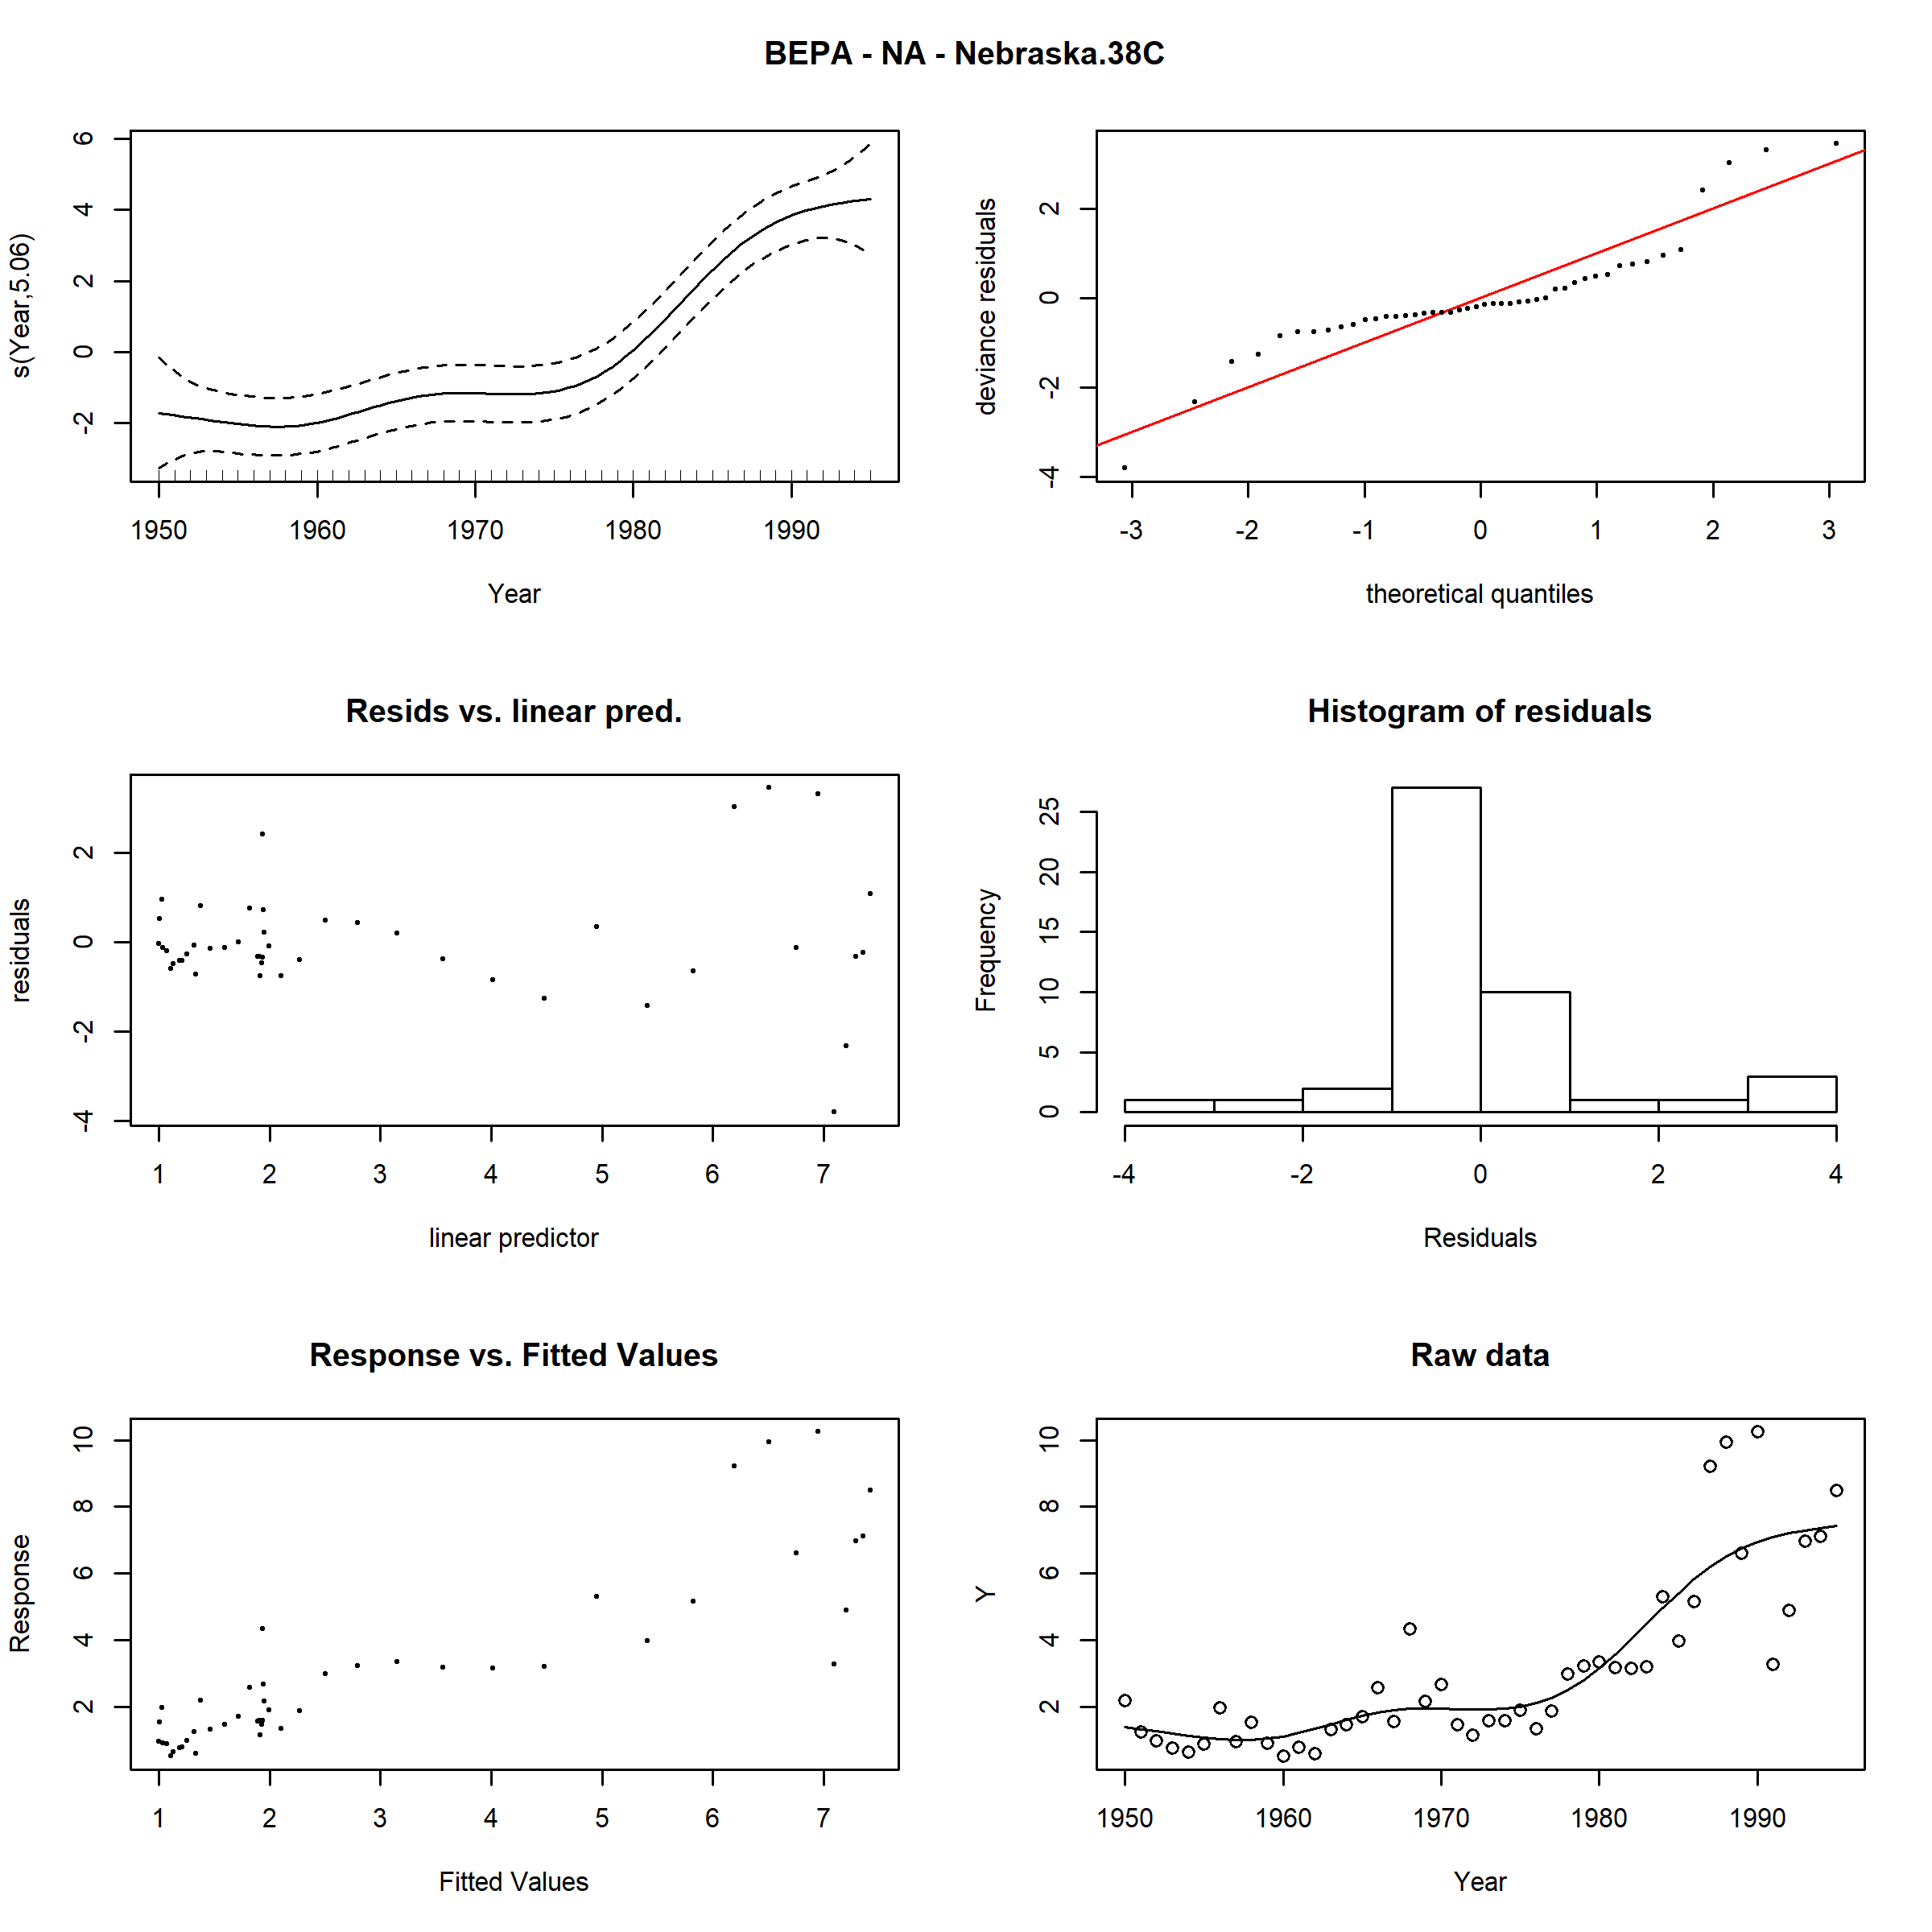 BEPA - NA - Nebraska.38C
s(Year,5.06)
6
4
2
0
-2
1950 1960 1970 1980 1990
Year
deviance residuals
2
0
-2
-4
-3 -2 -1 0 1 2 3
theoretical quantiles
Resids vs. linear pred.
residuals
2
0
-2
-4
1 2 3 4 5 6 7
linear predictor
Histogram of residuals
Frequency
25
20
15
10
5
0
-4 -2 0 2 4
Residuals
Response vs. Fitted Values
Response
10
8
6
4
2
1 2 3 4 5 6 7
Fitted Values
Raw data
Y
10
8
6
4
2
1950 1960 1970 1980 1990
Year